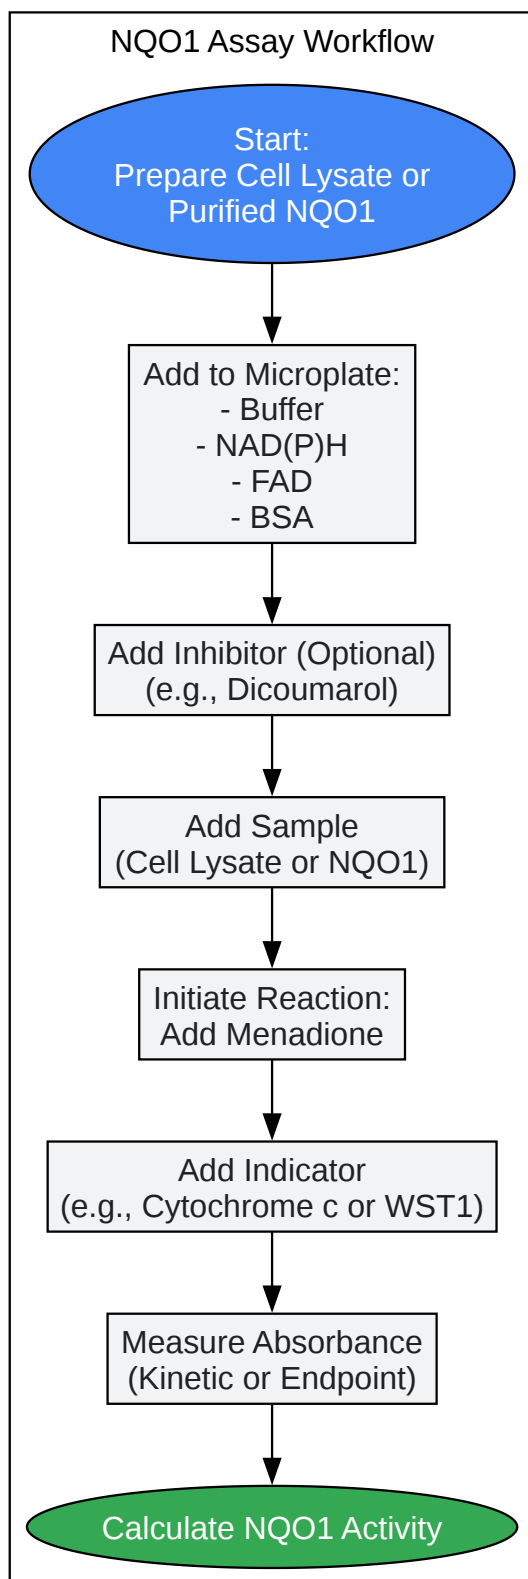 NQO1 Assay Workflow
Start:
Prepare Cell Lysate or
Purified NQO1
Add to Microplate:
- Buffer
- NAD(P)H
- FAD
- BSA
Add Inhibitor (Optional)
(e.g., Dicoumarol)
Add Sample
(Cell Lysate or NQO1)
Initiate Reaction:
Add Menadione
Add Indicator
(e.g., Cytochrome c or WST1)
Measure Absorbance
(Kinetic or Endpoint)
Calculate NQO1 Activity